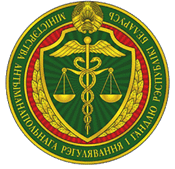 МІНІСТЭРСТВА АНТЫМАНАПОЛЬНАГА РЭГУЛЯВАННЯ І ГАНДЛЮ РЭСПУБЛІКІ БЕЛАРУСЬ